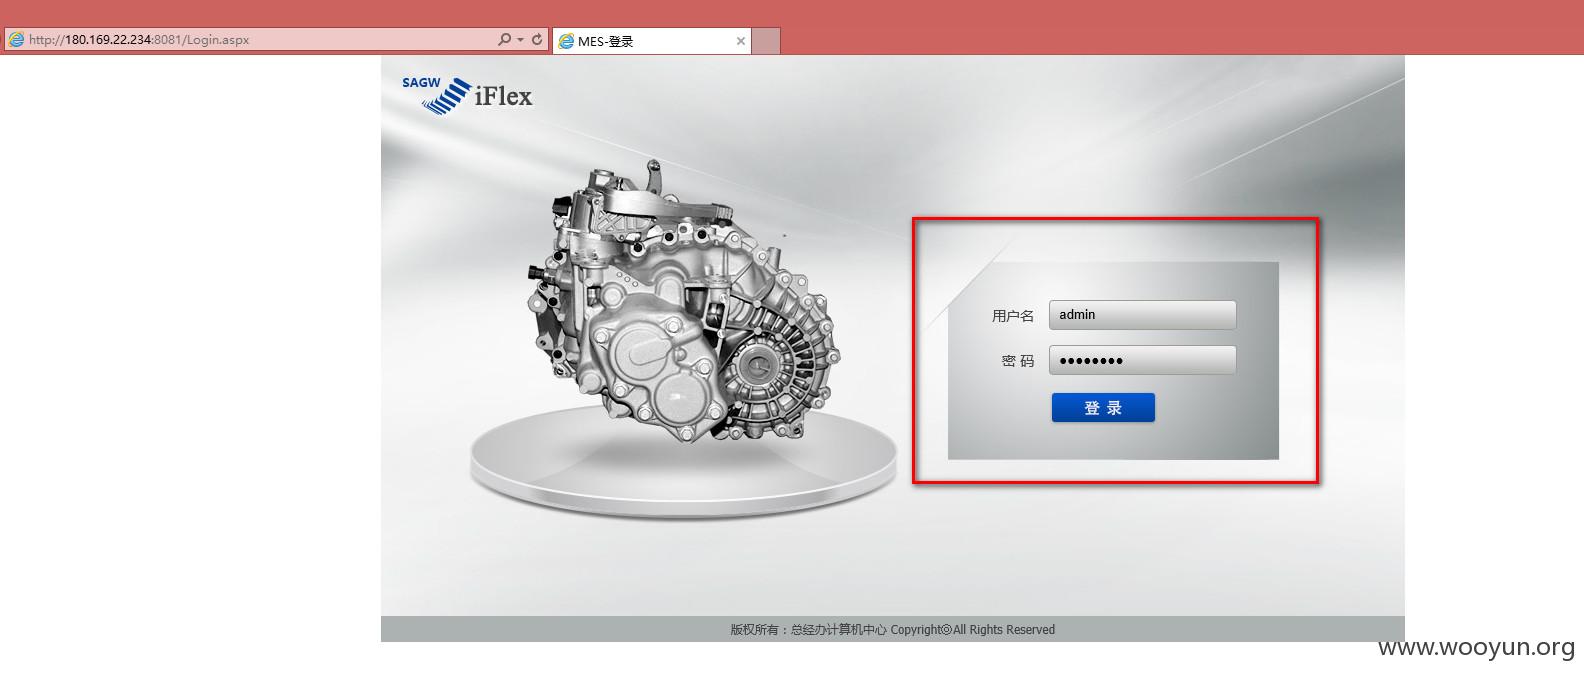 http://180.169.22.234:8081/Login.aspx
MES-登录
SAGW
iFlex
用户名 admin
密 码 ●●●●●●●●
登 录
版权所有：总经办计算机中心 Copyright@All Rights Reserved
www.wooyun.org